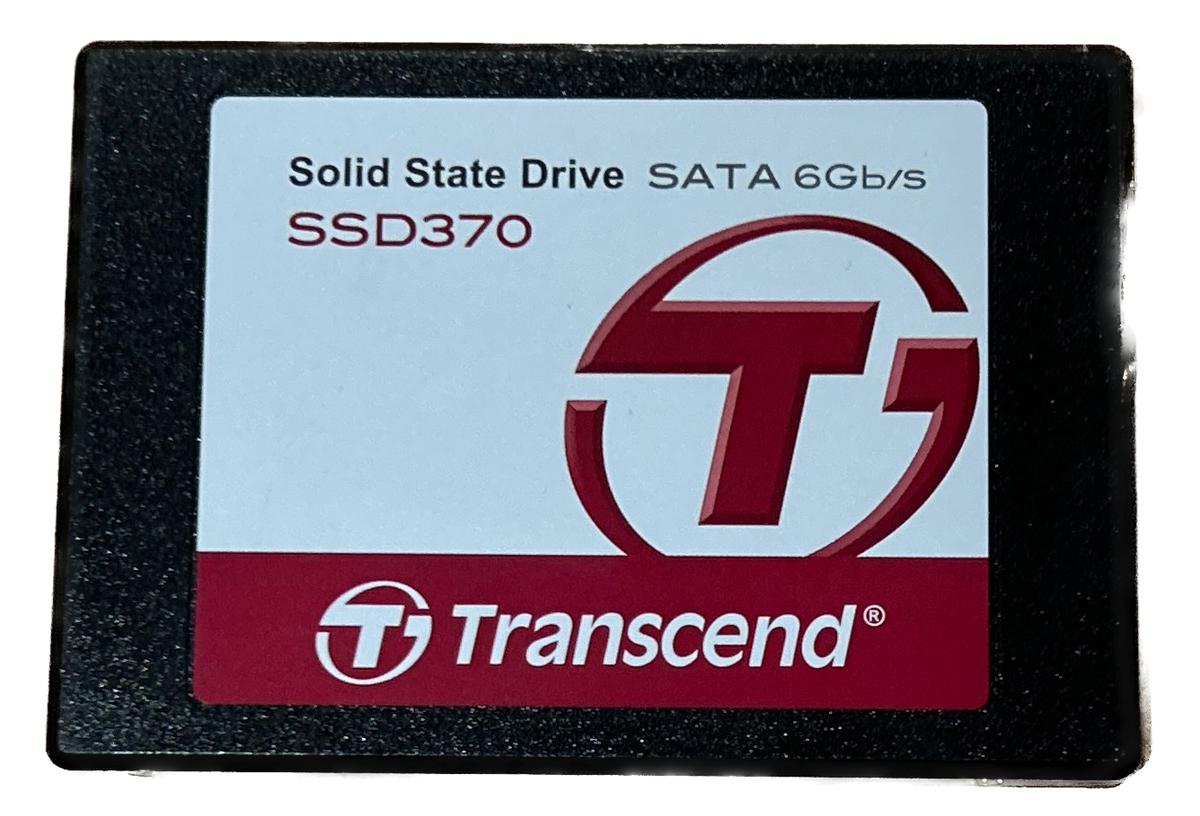 Solid State Drive SATA 6Gb/s
SSD370
Transcend®